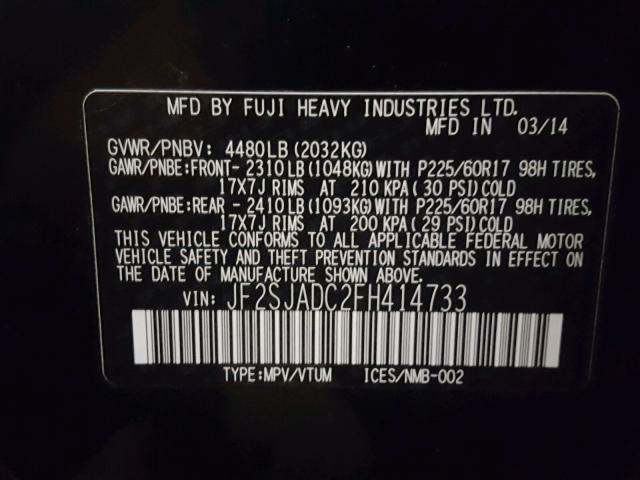 MFD BY FUJI HEAVY INDUSTRIES LTD.
MFD IN 03/14
GVWR/PNBV: 4480LB(2032KG)
GAWR/PNBE:FRONT- 2310LB(1048KG)WITH P225/60R17 98H TIRES,
17X7J RIMS AT 210 KPA( 30 PSI)COLD
GAWR/PNBE:REAR - 2410LB(1093KG)WITH P225/60R17 98H TIRES,
17X7J RIMS AT 200 KPA( 29 PSI)COLD
THIS VEHICLE CONFORMS TO ALL APPLICABLE FEDERAL MOTOR
VEHICLE SAFETY AND THEFT PREVENTION STANDARDS IN EFFECT ON
THE DATE OF MANUFACTURE SHOWN ABOVE.
VIN: JF2SJADC2FH414733
TYPE:MPV/VTUM ICES/NMB-002